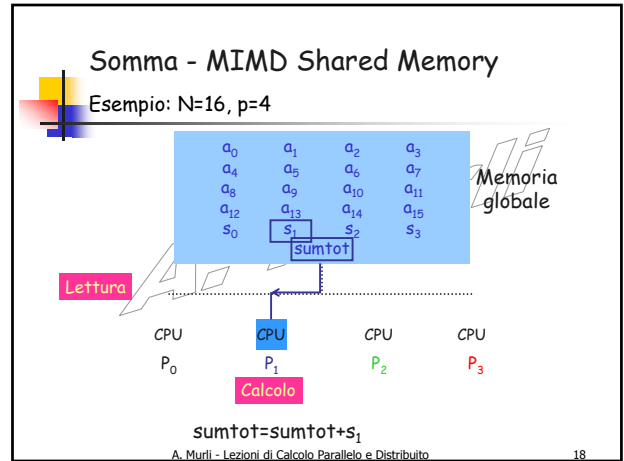 Somma - MIMD Shared Memory
Esempio: N=16, p=4
a₀ a₁ a₂ a₃
a₄ a₅ a₆ a₇
a₈ a₉ a₁₀ a₁₁
a₁₂ a₁₃ a₁₄ a₁₅
s₀ s₁ s₂ s₃
sumtot
Memoria
globale
Lettura
CPU CPU CPU CPU
P₀ P₁ P₂ P₃
Calcolo
sumtot=sumtot+s₁
A. Murli - Lezioni di Calcolo Parallelo e Distribuito 18